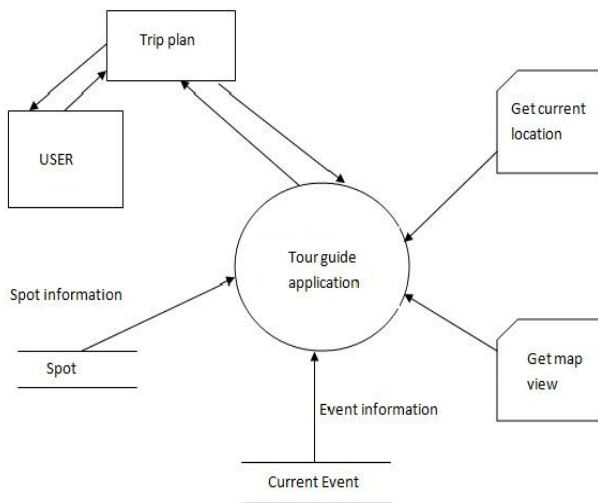 Trip plan
USER
Get current
location
Tour guide
application
Spot information
Spot
Get map
view
Event information
Current Event